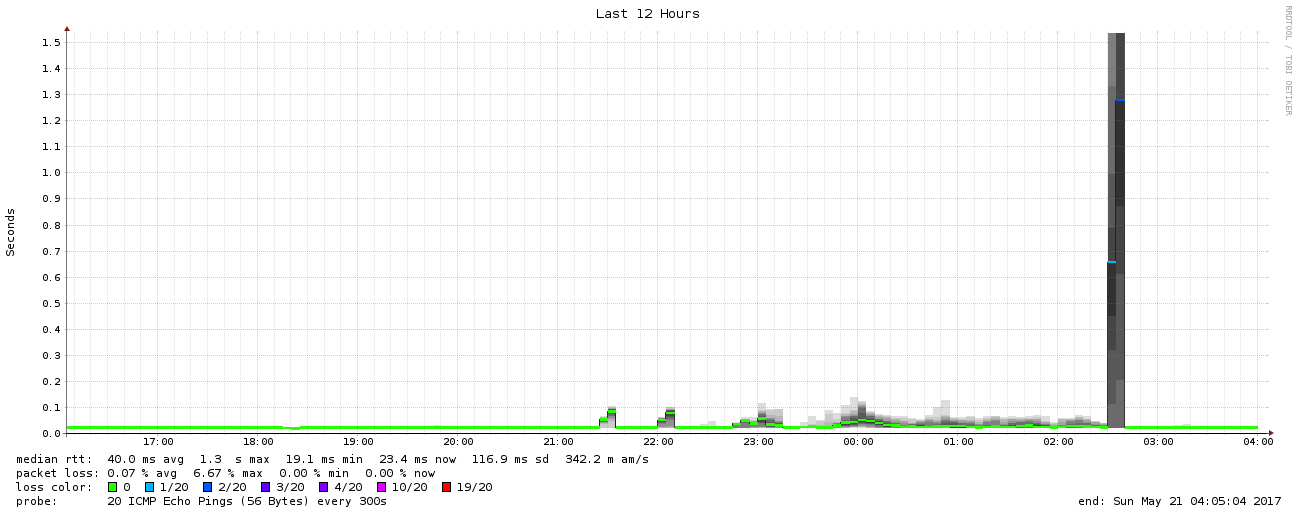 Last 12 Hours
RRDTOOL / TOBI OETIKER
Seconds
1.5
1.4
1.3
1.2
1.1
1.0
0.9
0.8
0.7
0.6
0.5
0.4
0.3
0.2
0.1
0.0
17:00 18:00 19:00 20:00 21:00 22:00 23:00 00:00 01:00 02:00 03:00 04:00
median rtt: 40.0 ms avg 1.3 s max 19.1 ms min 23.4 ms now 116.9 ms sd 342.2 m am/s
packet loss: 0.07 % avg 6.67 % max 0.00 % min 0.00 % now
loss color: 0 1/20 2/20 3/20 4/20 10/20 19/20
probe: 20 ICMP Echo Pings (56 Bytes) every 300s end: Sun May 21 04:05:04 2017